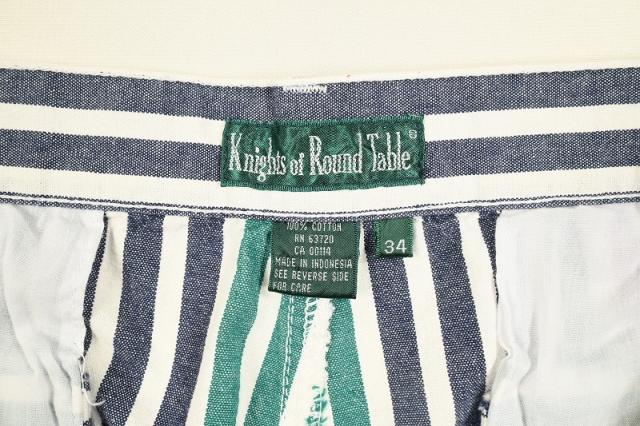 Knights of Round Table®
100% COTTON
RN 63720
CA 00114
MADE IN INDONESIA
SEE REVERSE SIDE
FOR CARE
34